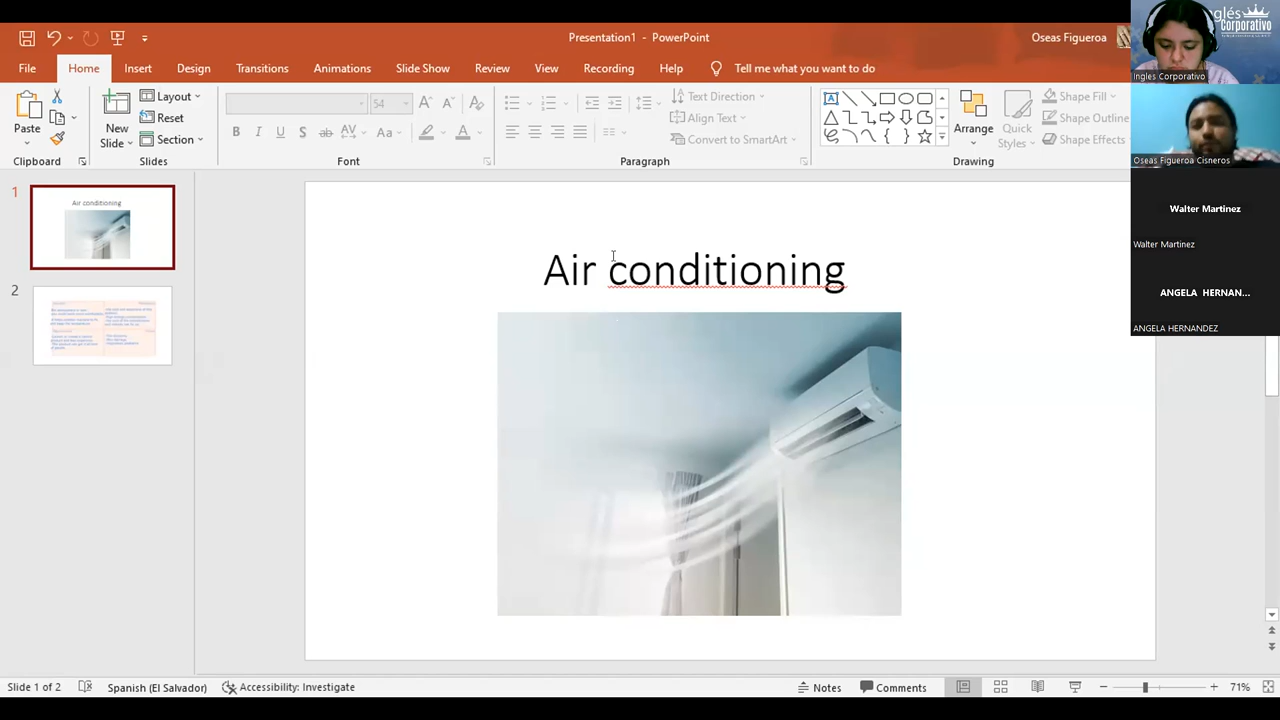 Presentation1 - PowerPoint
Oseas Figueroa
glés
Corporativo
File Home Insert Design Transitions Animations Slide Show Review View Recording Help Tell me what you want to do
Paste
Clipboard
New
Slide
Layout
Reset
Section
Slides
54
Font
Text Direction
Align Text
Convert to SmartArt
Paragraph
Arrange
Quick
Styles
Shape Fill
Shape Outline
Shape Effects
Drawing
Ingles Corporativo
Oseas Figueroa Cisneros
Walter Martinez
Walter Martinez
ANGELA HERNAN...
ANGELA HERNANDEZ
1
Air conditioning
2
Air conditioning
Slide 1 of 2
Spanish (El Salvador)
Accessibility: Investigate
Notes
Comments
71%